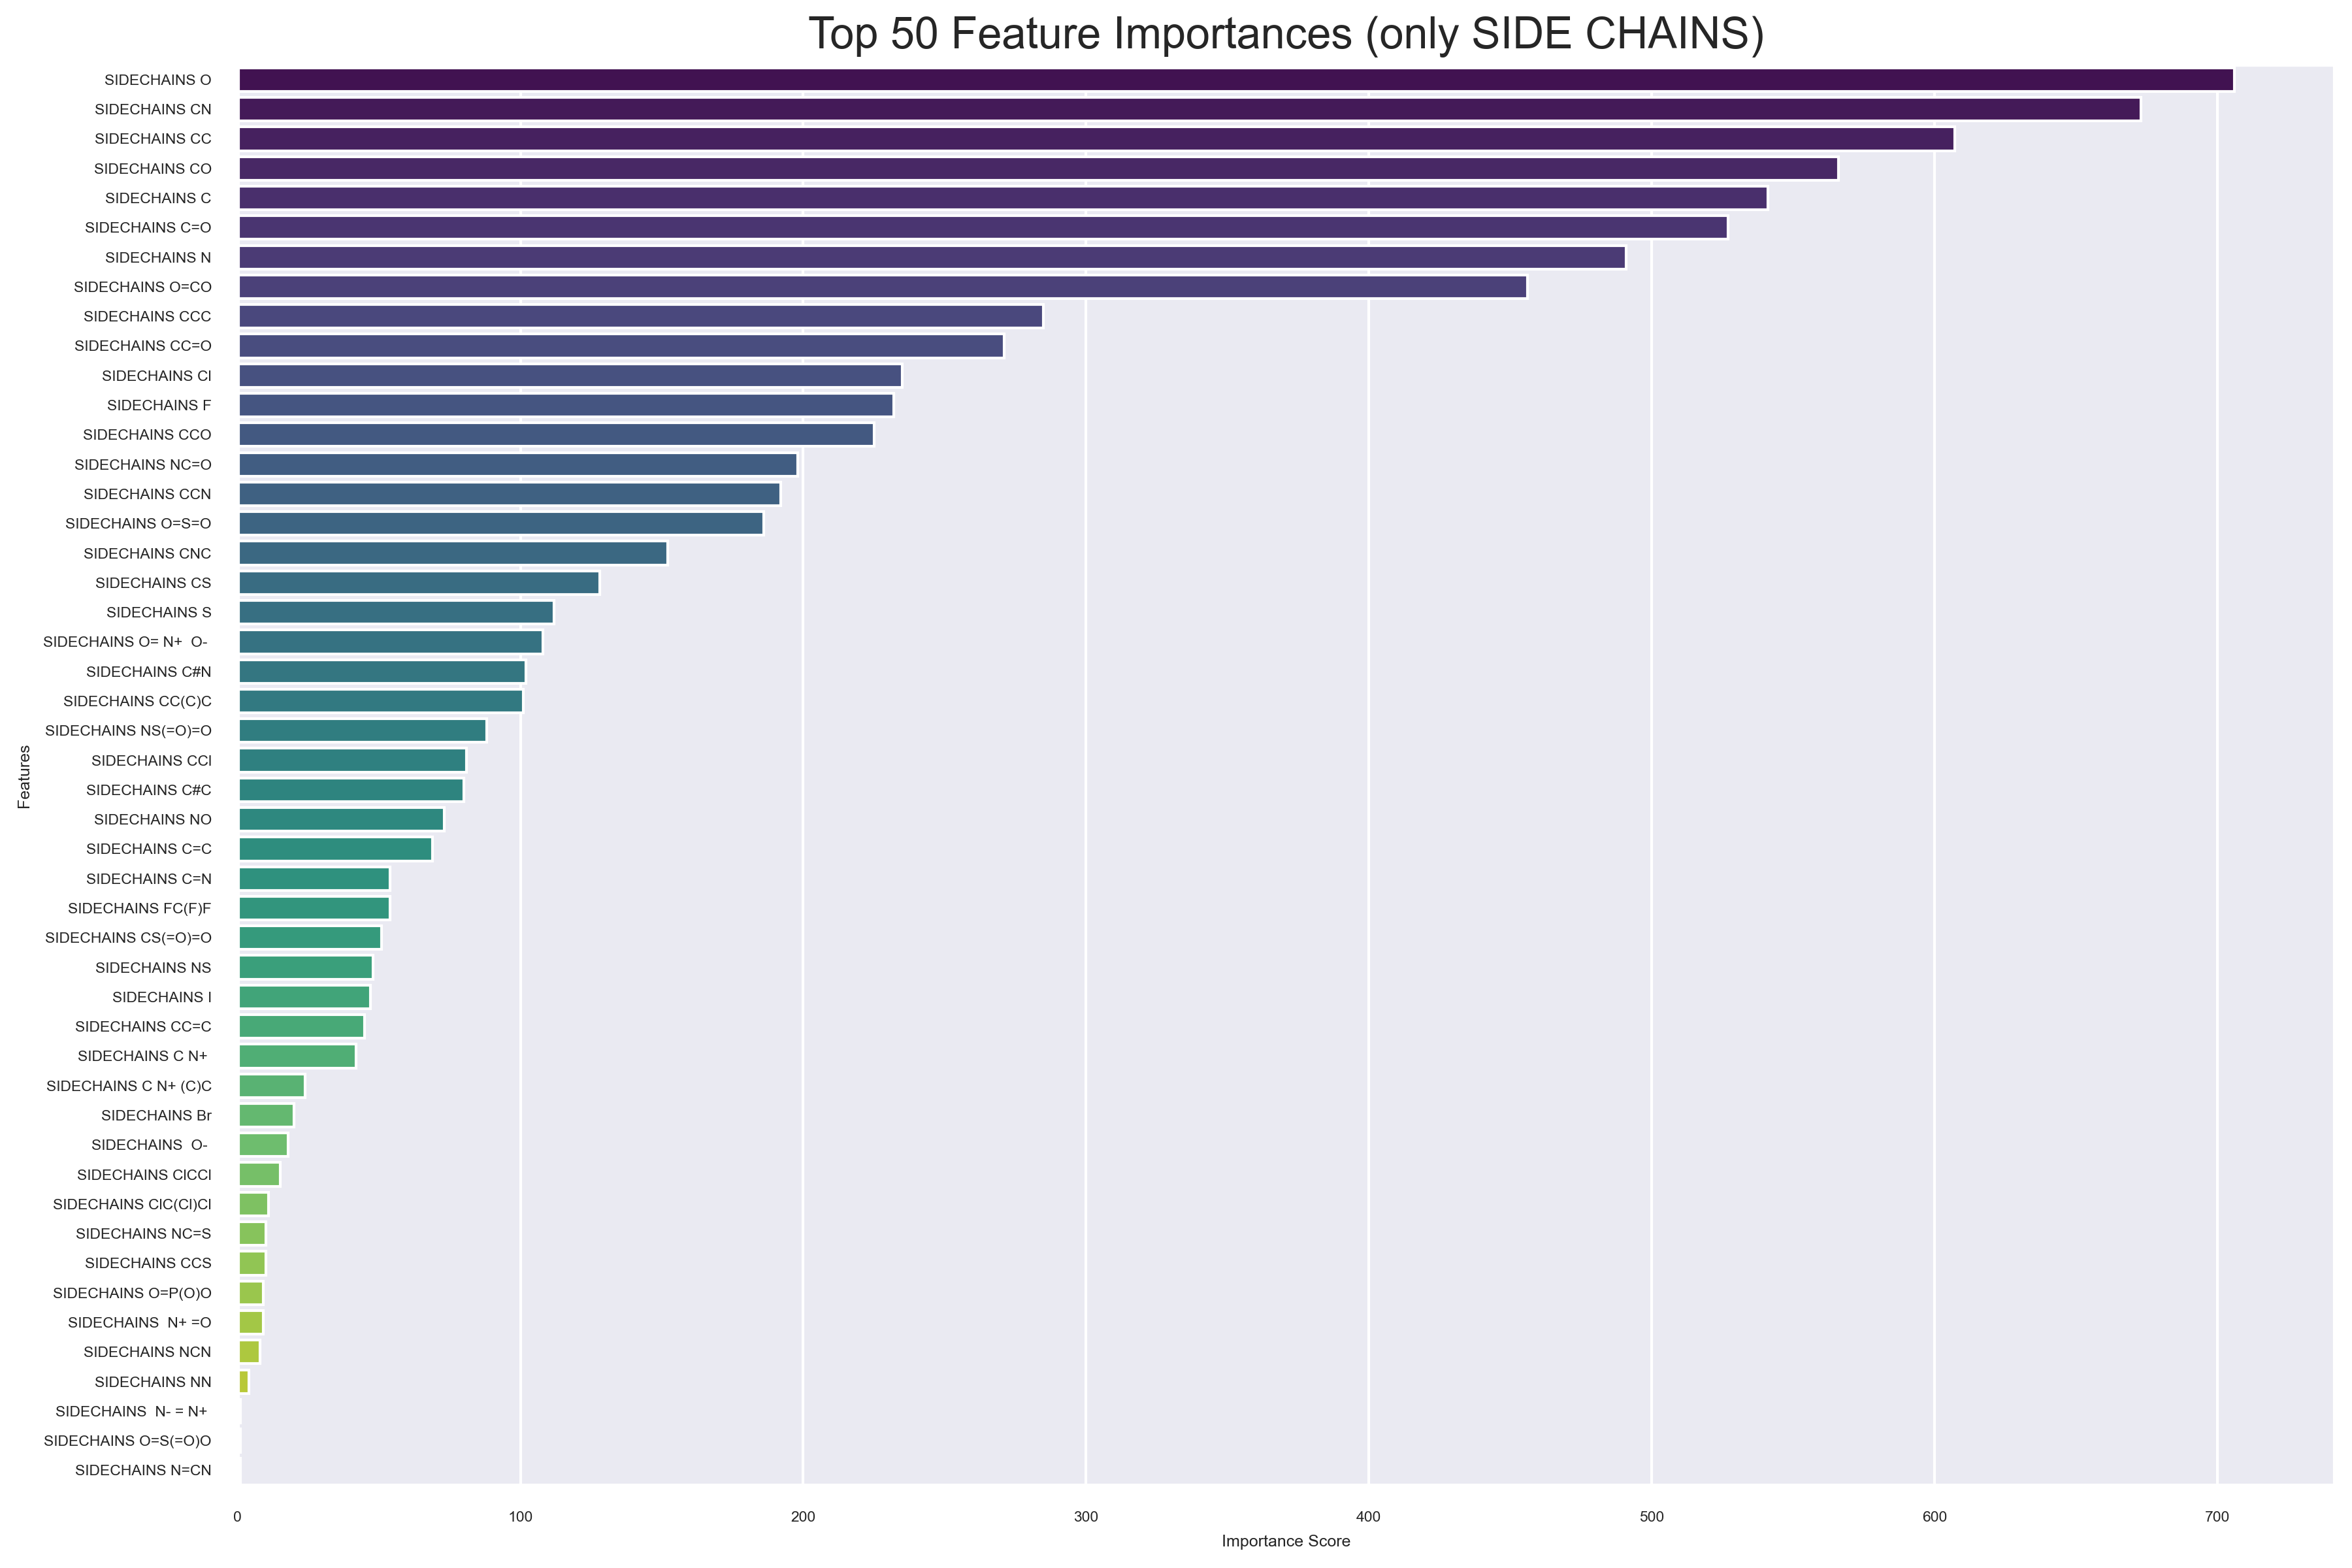 Top 50 Feature Importances (only SIDE CHAINS)
SIDECHAINS O
SIDECHAINS CN
SIDECHAINS CC
SIDECHAINS CO
SIDECHAINS C
SIDECHAINS C=O
SIDECHAINS N
SIDECHAINS O=CO
SIDECHAINS CCC
SIDECHAINS CC=O
SIDECHAINS Cl
SIDECHAINS F
SIDECHAINS CCO
SIDECHAINS NC=O
SIDECHAINS CCN
SIDECHAINS O=S=O
SIDECHAINS CNC
SIDECHAINS CS
SIDECHAINS S
SIDECHAINS O= N+  O-
SIDECHAINS C#N
SIDECHAINS CC(C)C
SIDECHAINS NS(=O)=O
SIDECHAINS CCl
SIDECHAINS C#C
SIDECHAINS NO
SIDECHAINS C=C
SIDECHAINS C=N
SIDECHAINS FC(F)F
SIDECHAINS CS(=O)=O
SIDECHAINS NS
SIDECHAINS I
SIDECHAINS CC=C
SIDECHAINS C N+
SIDECHAINS C N+ (C)C
SIDECHAINS Br
SIDECHAINS  O-
SIDECHAINS ClCCl
SIDECHAINS ClC(Cl)Cl
SIDECHAINS NC=S
SIDECHAINS CCS
SIDECHAINS O=P(O)O
SIDECHAINS  N+ =O
SIDECHAINS NCN
SIDECHAINS NN
SIDECHAINS  N- = N+
SIDECHAINS O=S(=O)O
SIDECHAINS N=CN
Features
0 100 200 300 400 500 600 700
Importance Score